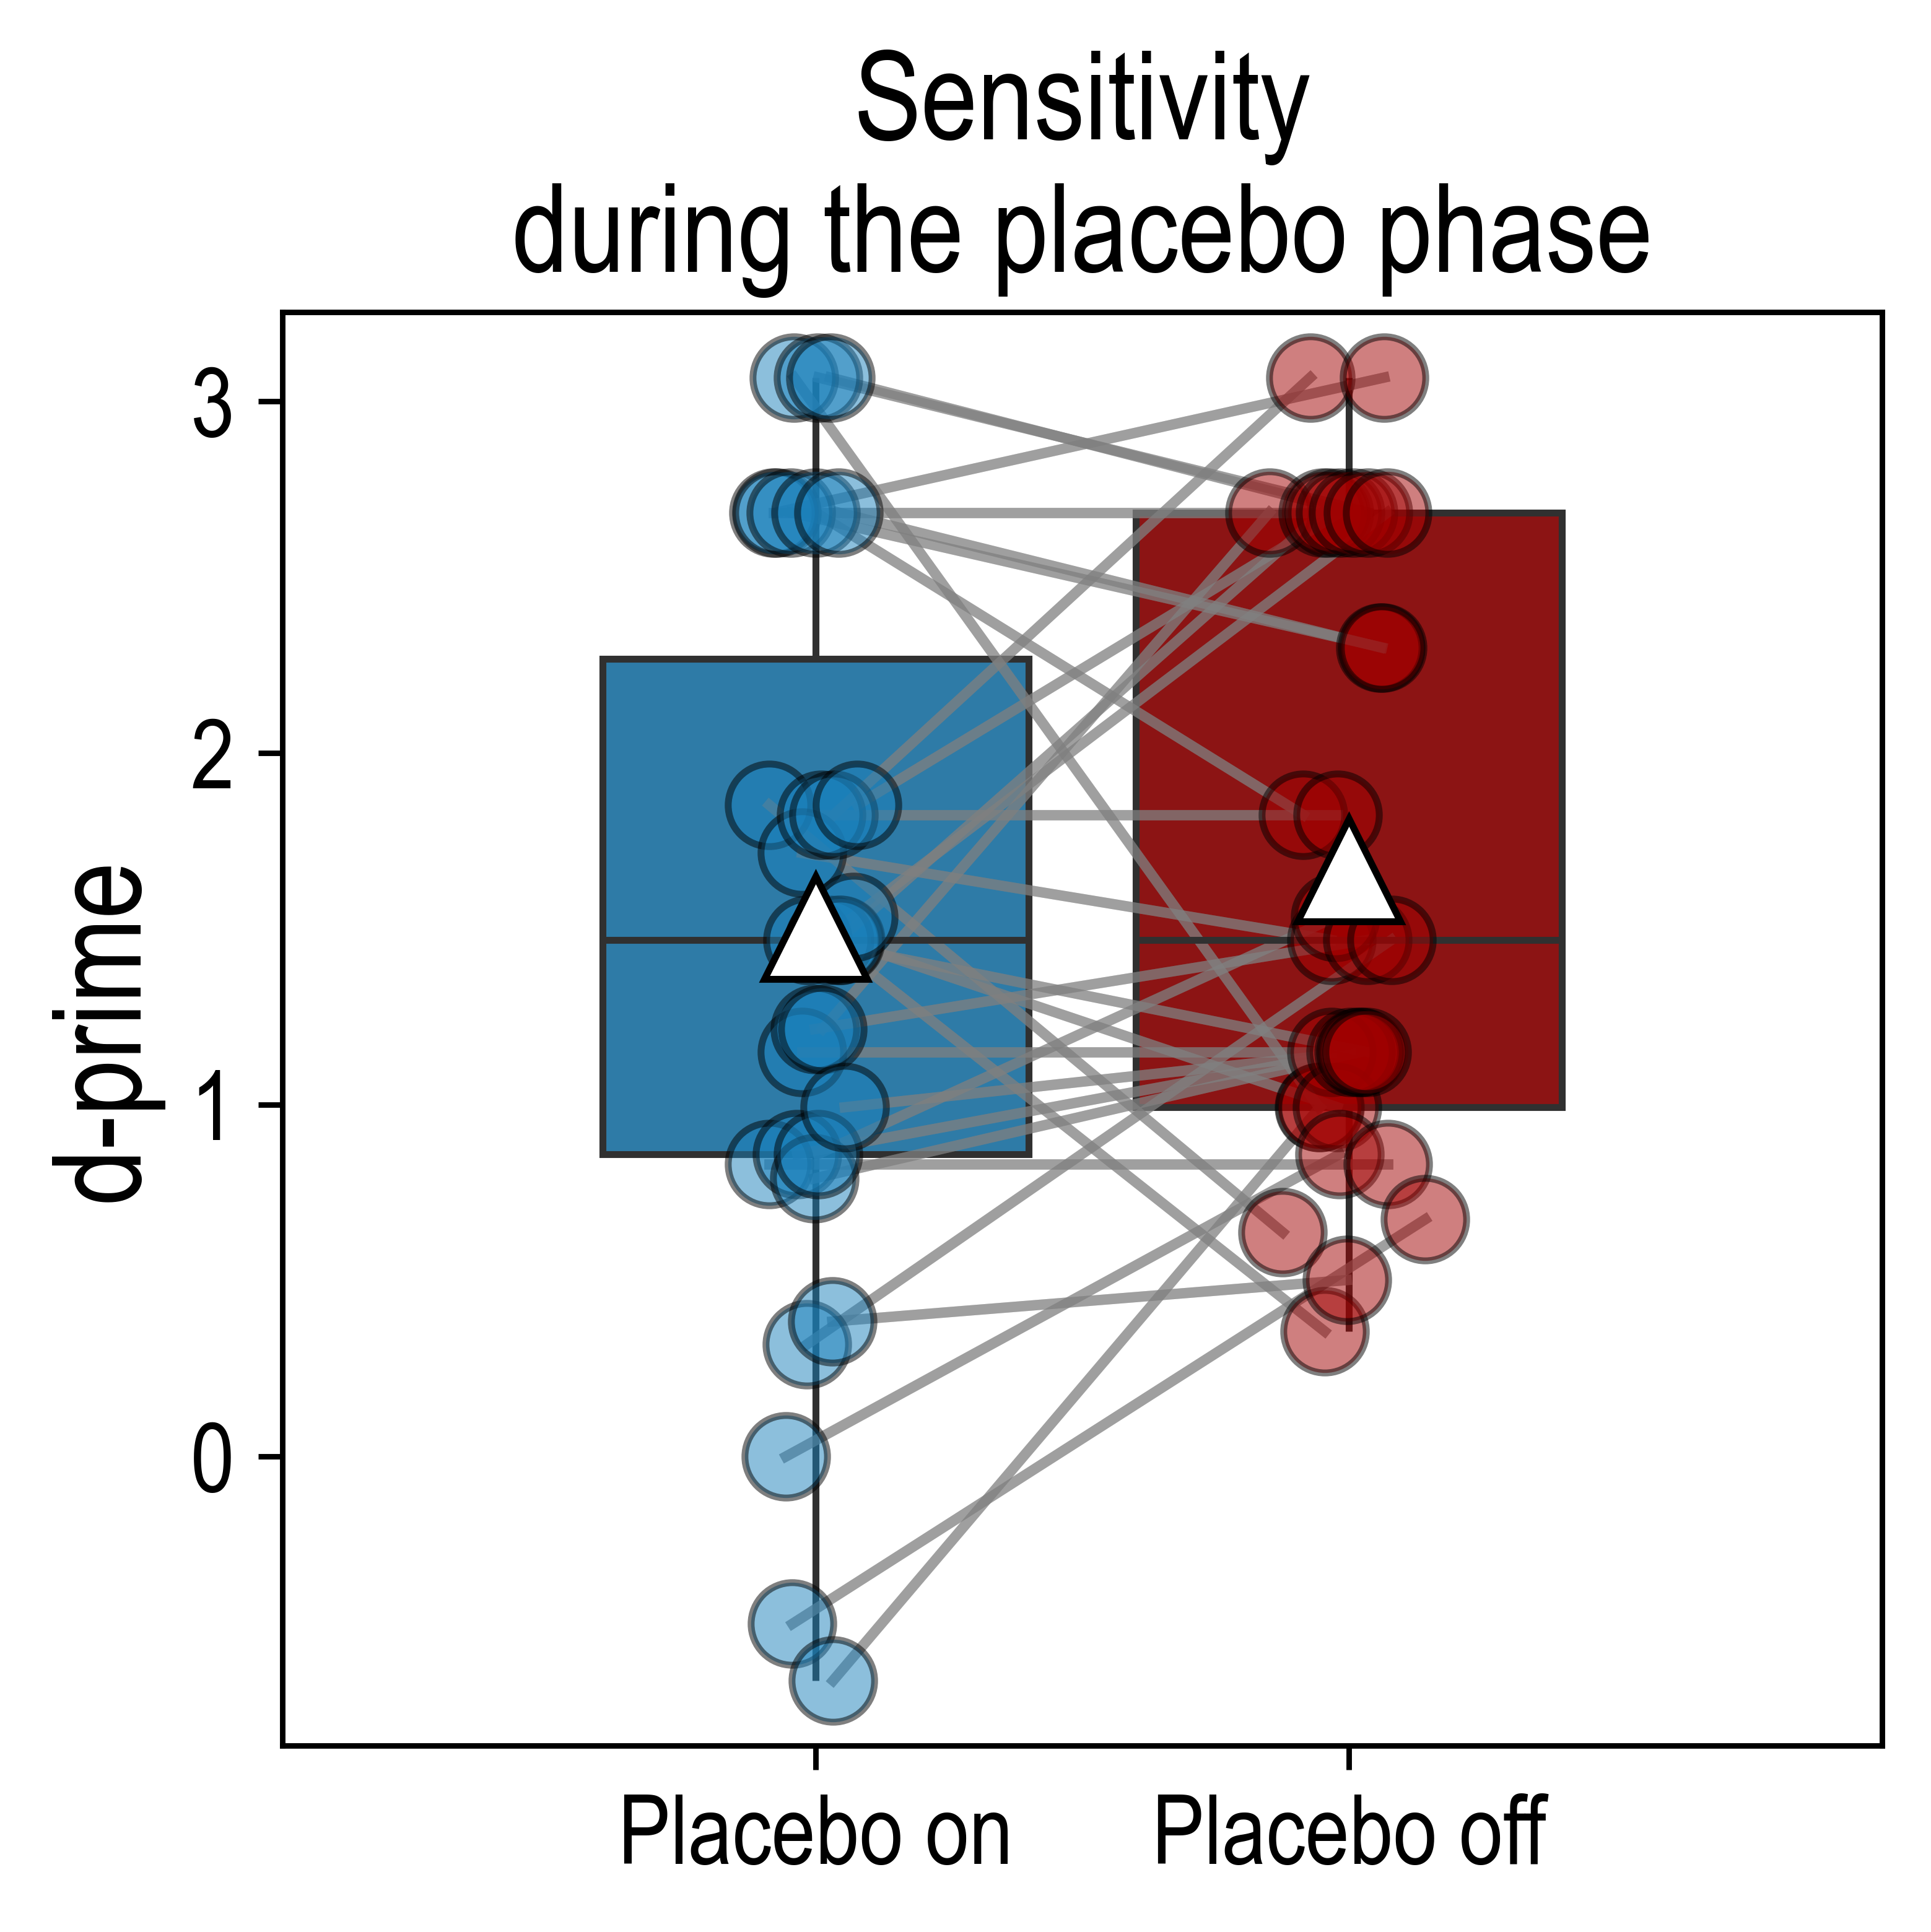 Sensitivity
during the placebo phase
d-prime
3
2
1
0
Placebo on
Placebo off